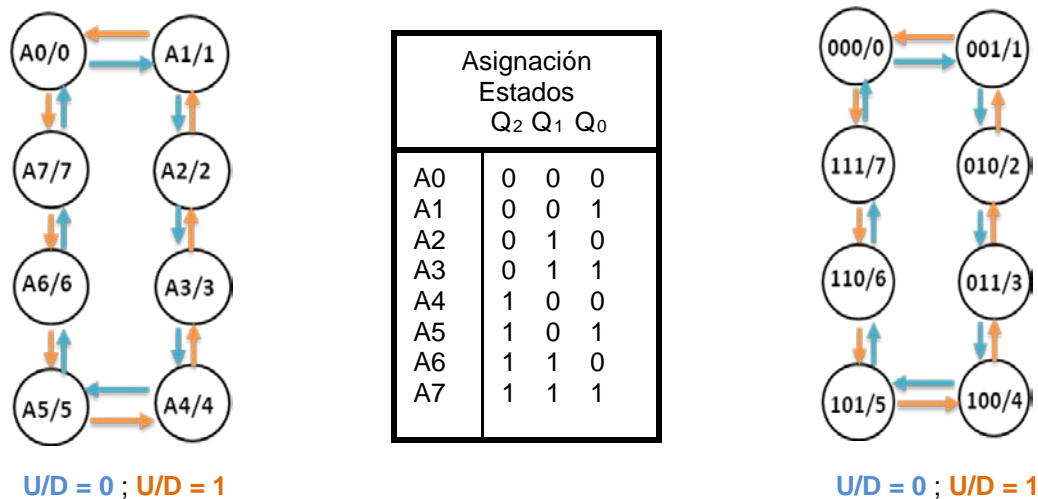 A0/0 A1/1
A7/7 A2/2
A6/6 A3/3
A5/5 A4/4
U/D = 0 ; U/D = 1
Asignación
Estados
Q2 Q1 Q0
A0 0 0 0
A1 0 0 1
A2 0 1 0
A3 0 1 1
A4 1 0 0
A5 1 0 1
A6 1 1 0
A7 1 1 1
000/0 001/1
111/7 010/2
110/6 011/3
101/5 100/4
U/D = 0 ; U/D = 1